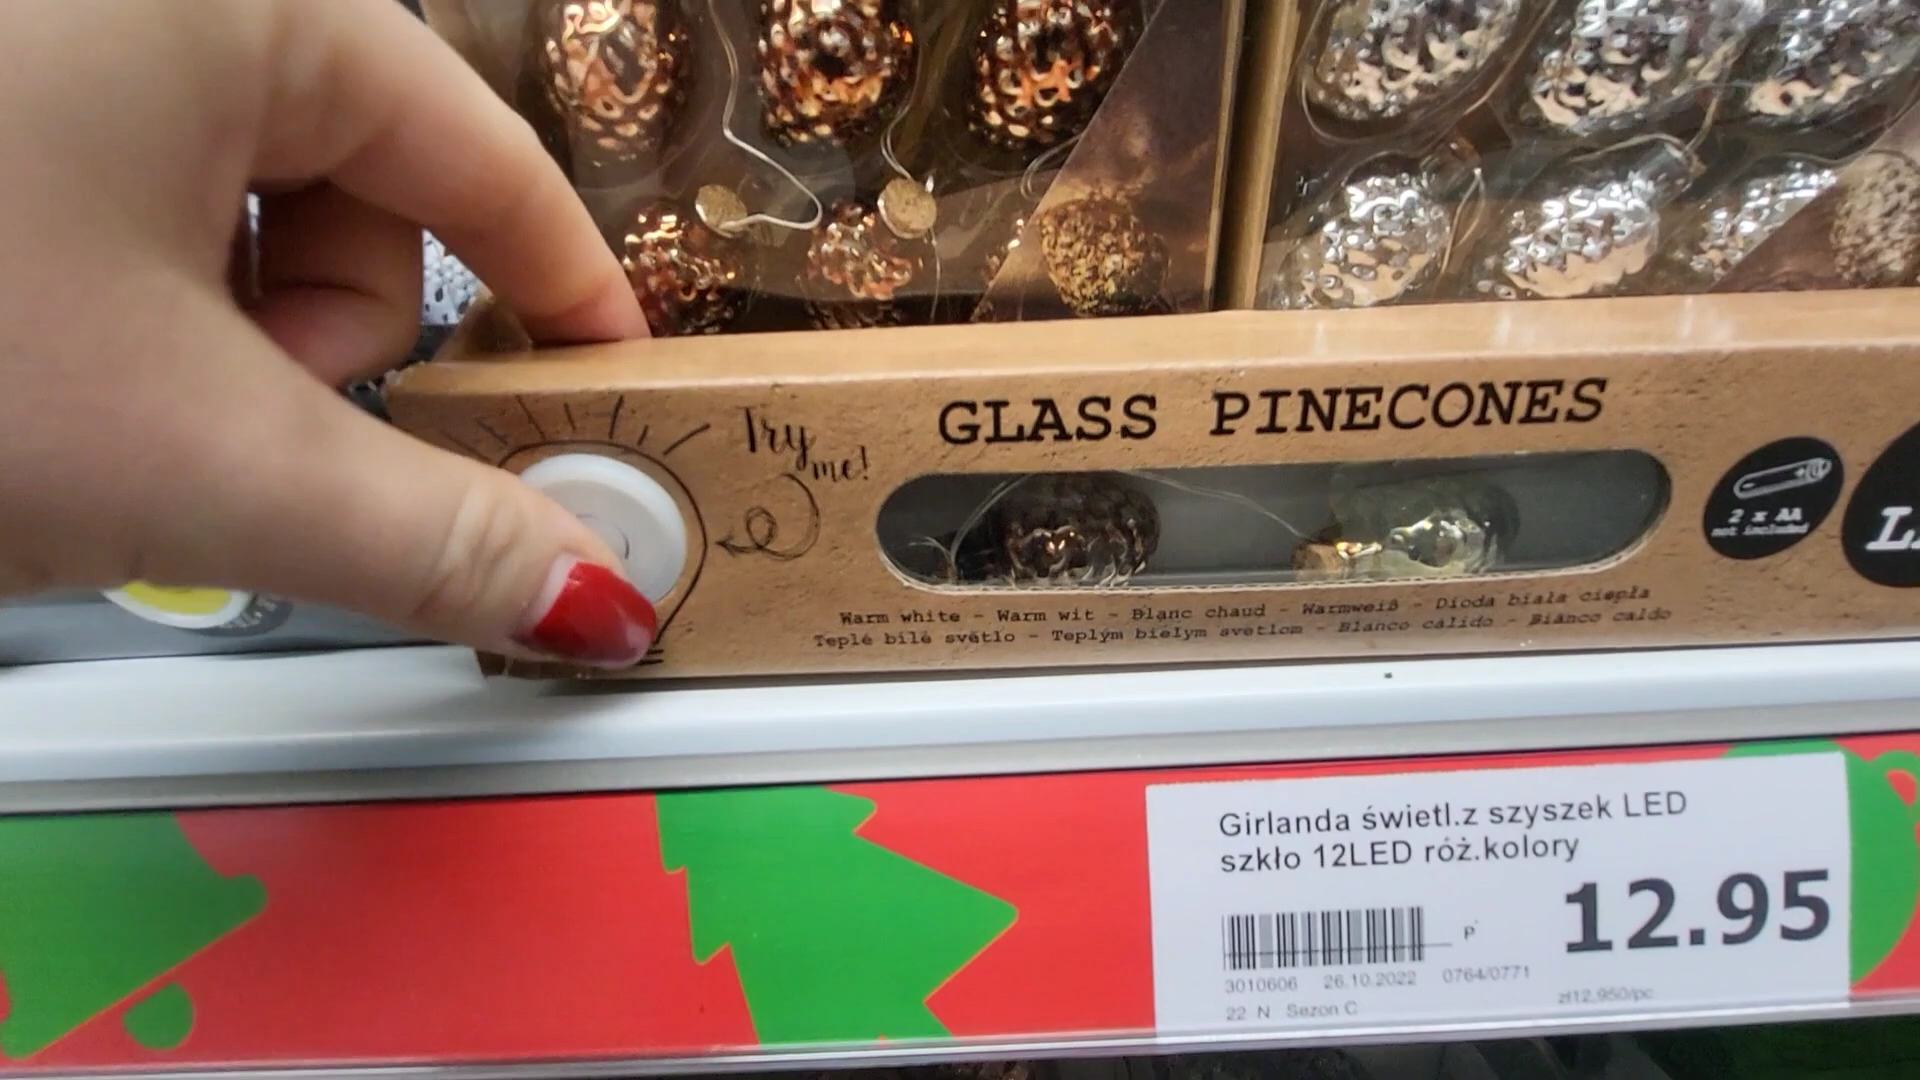 Try
me!
GLASS PINECONES
2 x AA
not included
Warm white - Warm wit - Blanc chaud - Warmweiß - Dioda biała ciepła
Teplé bílé světlo - Teplým bielym svetlom - Blanco cálido - Bianco caldo
Girlanda świetl.z szyszek LED
szkło 12LED róż.kolory
12.95
P
3010606 26.10.2022 0764/0771
zł12.950/pc
22 N Sezon C